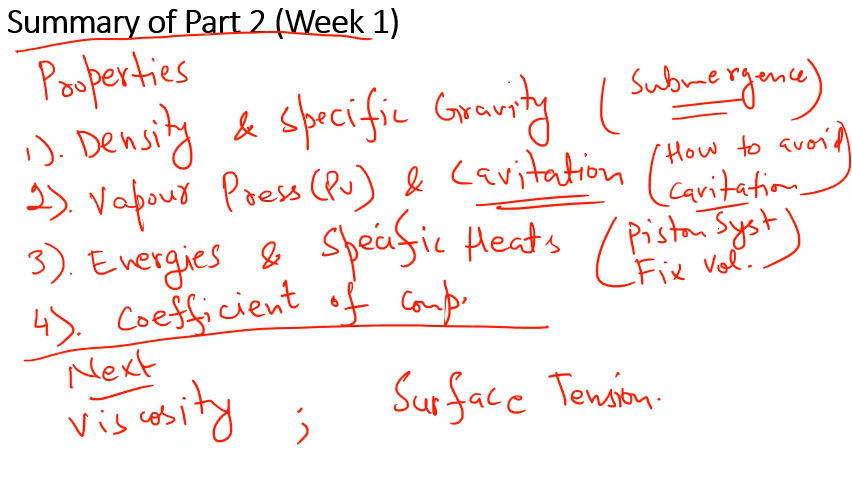 Summary of Part 2 (Week 1)
Properties
1). Density & Specific Gravity (Submergence)
2). Vapour Press (Pv) & Cavitation (How to avoid
Cavitation)
3). Energies & Specific Heats (Piston Syst
Fix Vol.)
4). Coefficient of comp.
Next
Viscosity ; Surface Tension.